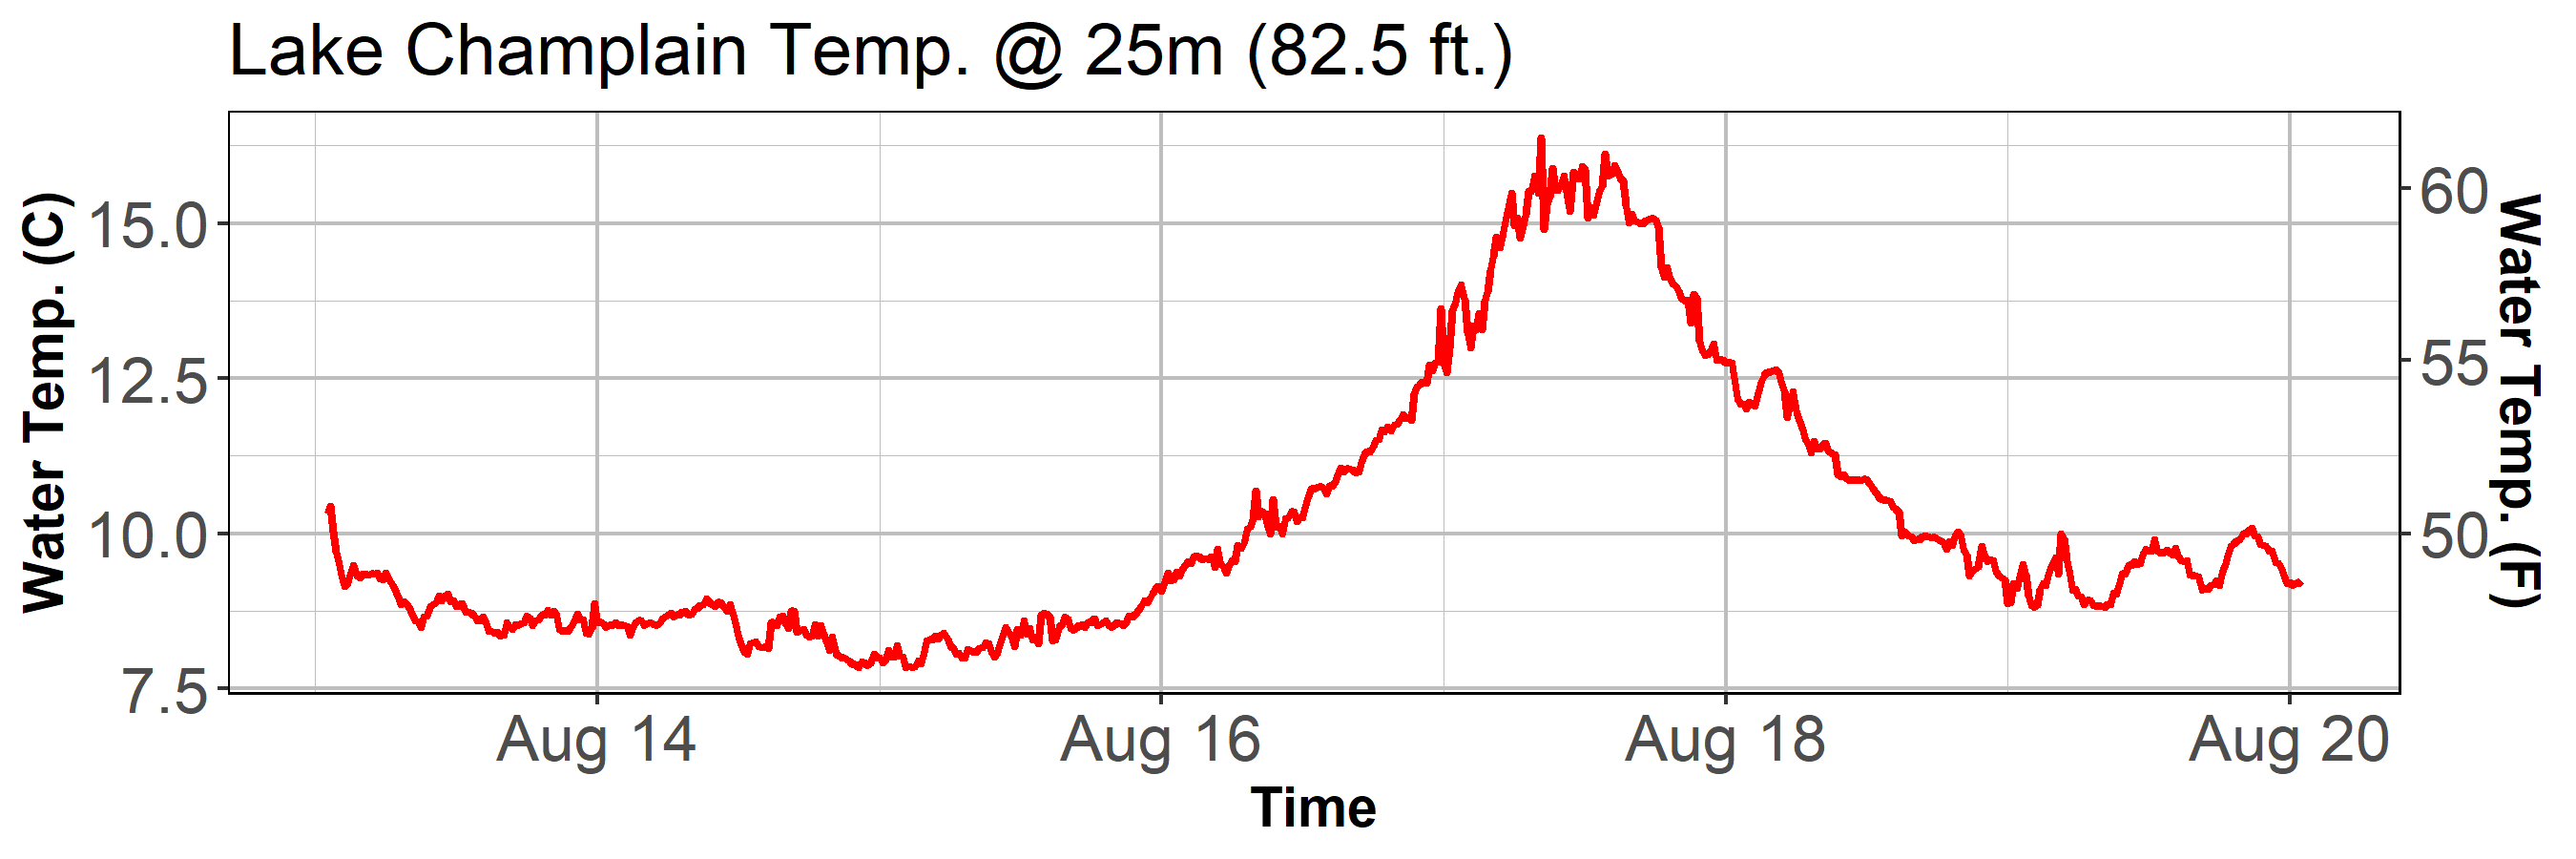 Lake Champlain Temp. @ 25m (82.5 ft.)
Water Temp. (C)
15.0
12.5
10.0
7.5
60
55
50
Water Temp. (F)
Aug 14
Aug 16
Aug 18
Aug 20
Time